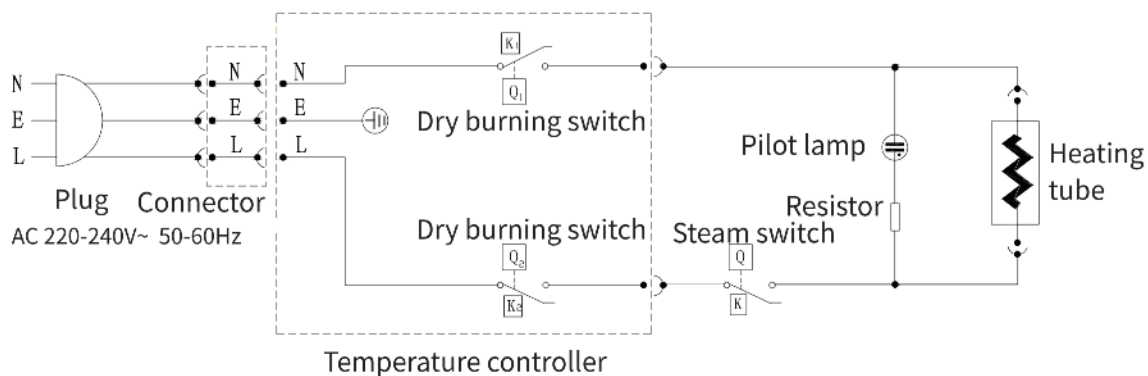 K1
Q1
Dry burning switch
N
E
L
N
E
L
N
E
L
Plug
Connector
AC 220-240V~ 50-60Hz
Pilot lamp
Heating
tube
Resistor
Dry burning switch
Steam switch
Q2
K2
Q
K
Temperature controller